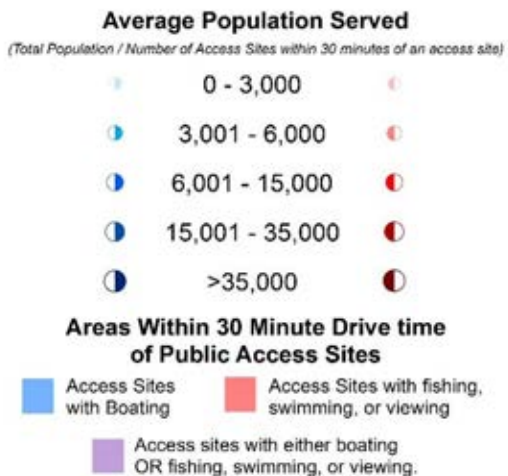 Average Population Served
(Total Population / Number of Access Sites within 30 minutes of an access site)
0 - 3,000
3,001 - 6,000
6,001 - 15,000
15,001 - 35,000
>35,000
Areas Within 30 Minute Drive time
of Public Access Sites
Access Sites
with Boating
Access Sites with fishing,
swimming, or viewing
Access sites with either boating
OR fishing, swimming, or viewing.